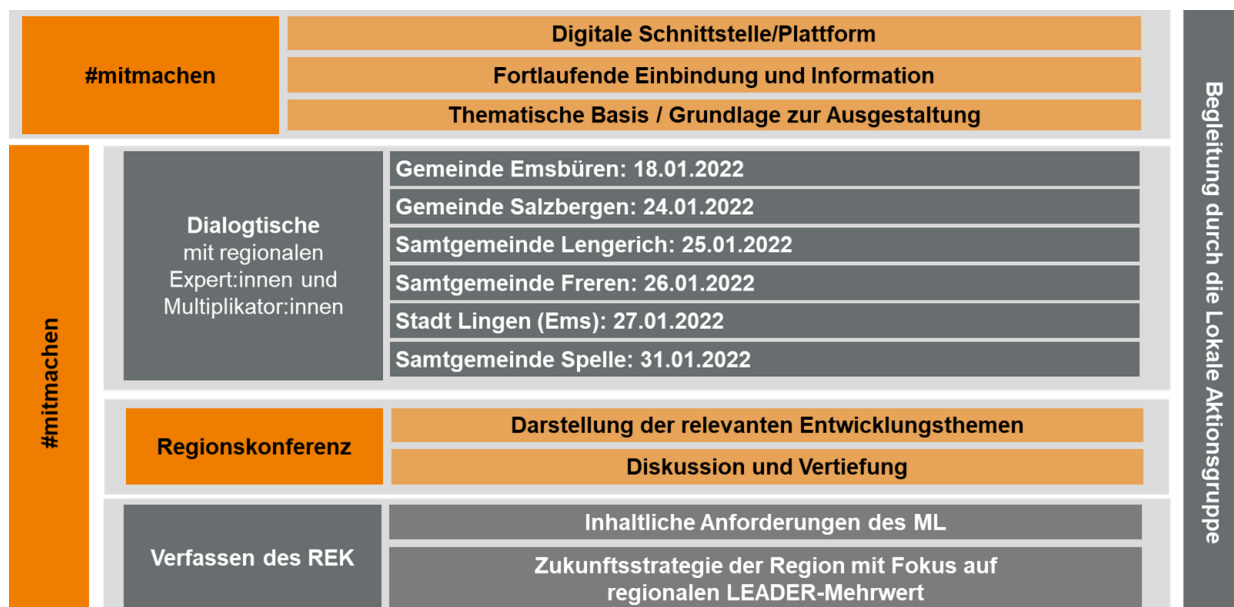 #mitmachen
Digitale Schnittstelle/Plattform
Fortlaufende Einbindung und Information
Thematische Basis / Grundlage zur Ausgestaltung
#mitmachen
Dialogtische
mit regionalen
Expert:innen und
Multiplikator:innen
Gemeinde Emsbüren: 18.01.2022
Gemeinde Salzbergen: 24.01.2022
Samtgemeinde Lengerich: 25.01.2022
Samtgemeinde Freren: 26.01.2022
Stadt Lingen (Ems): 27.01.2022
Samtgemeinde Spelle: 31.01.2022
Regionskonferenz
Darstellung der relevanten Entwicklungsthemen
Diskussion und Vertiefung
Verfassen des REK
Inhaltliche Anforderungen des ML
Zukunftsstrategie der Region mit Fokus auf
regionalen LEADER-Mehrwert
Begleitung durch die Lokale Aktionsgruppe